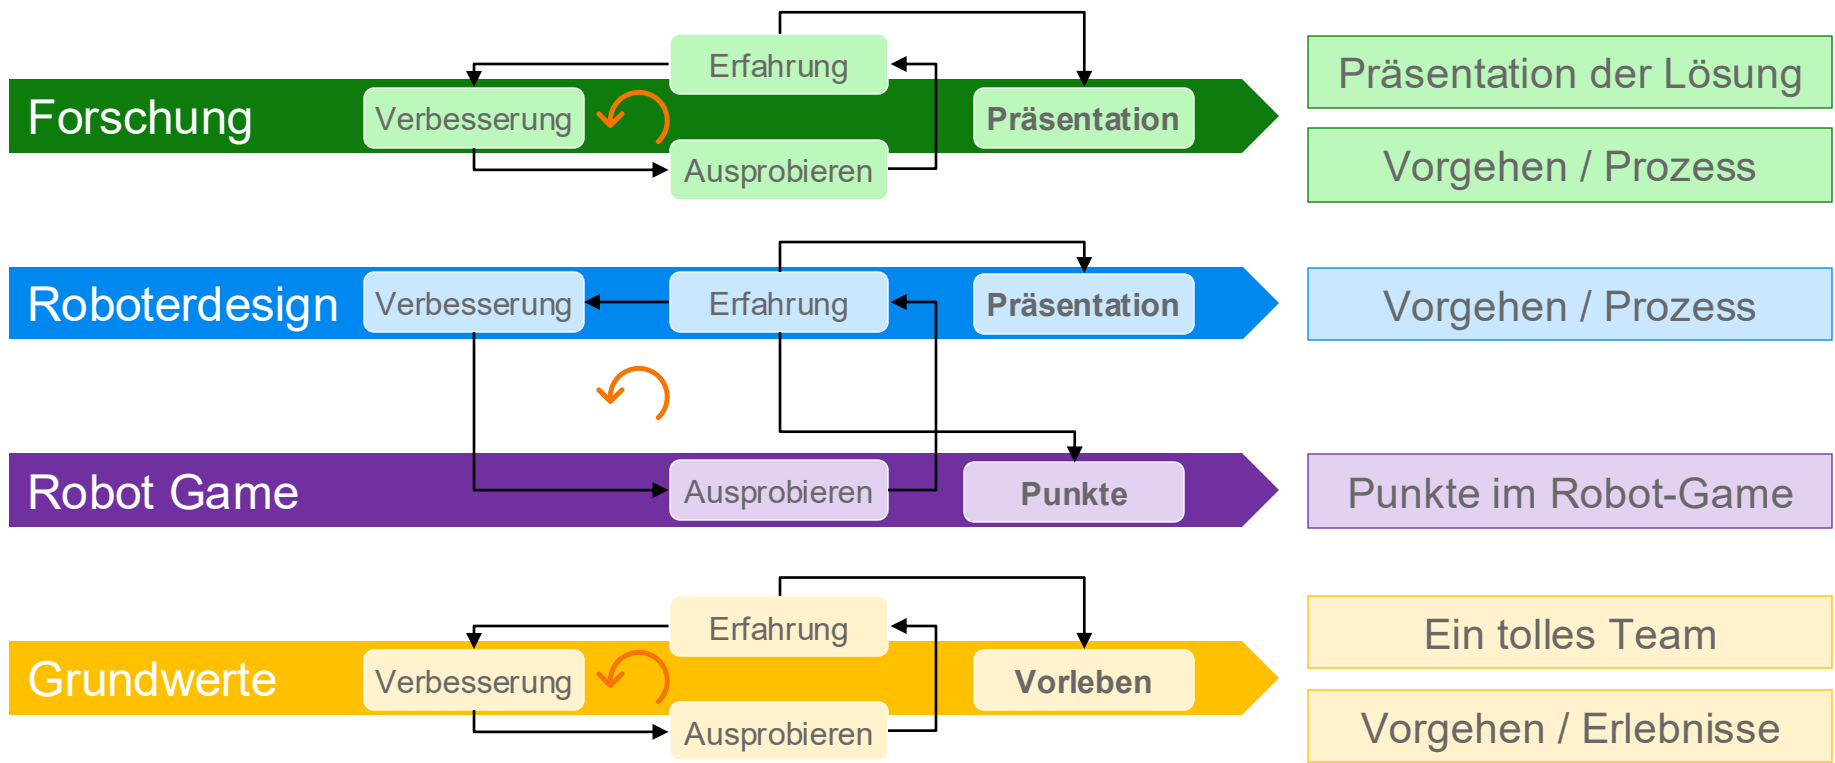 Erfahrung
Forschung
Verbesserung
Präsentation
Ausprobieren
Präsentation der Lösung
Vorgehen / Prozess
Roboterdesign
Verbesserung
Erfahrung
Präsentation
Vorgehen / Prozess
Robot Game
Ausprobieren
Punkte
Punkte im Robot-Game
Erfahrung
Grundwerte
Verbesserung
Vorleben
Ausprobieren
Ein tolles Team
Vorgehen / Erlebnisse